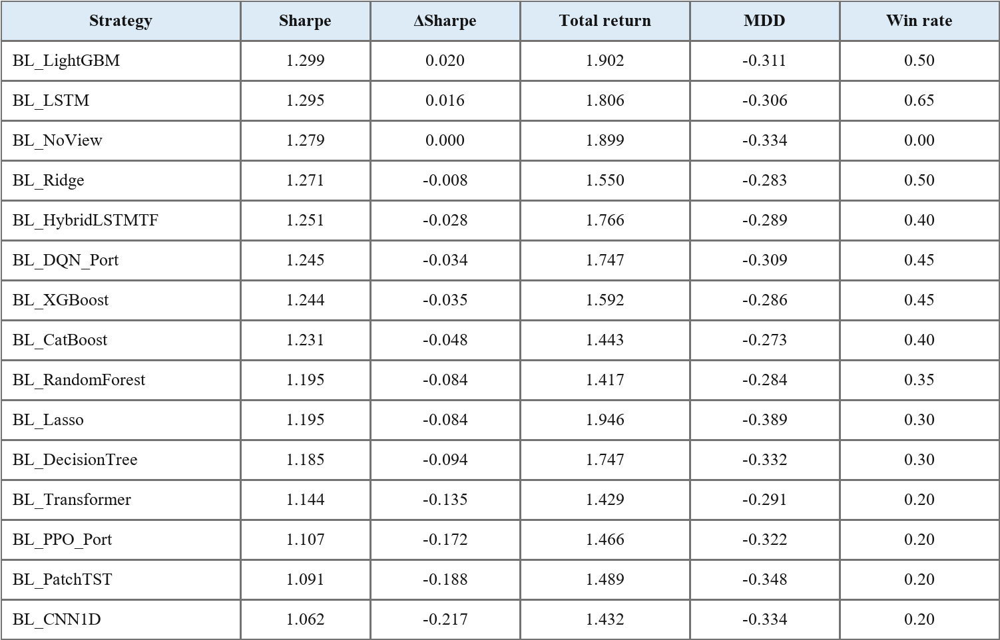 Strategy Sharpe ΔSharpe Total return MDD Win rate
BL_LightGBM 1.299 0.020 1.902 -0.311 0.50
BL_LSTM 1.295 0.016 1.806 -0.306 0.65
BL_NoView 1.279 0.000 1.899 -0.334 0.00
BL_Ridge 1.271 -0.008 1.550 -0.283 0.50
BL_HybridLSTMTF 1.251 -0.028 1.766 -0.289 0.40
BL_DQN_Port 1.245 -0.034 1.747 -0.309 0.45
BL_XGBoost 1.244 -0.035 1.592 -0.286 0.45
BL_CatBoost 1.231 -0.048 1.443 -0.273 0.40
BL_RandomForest 1.195 -0.084 1.417 -0.284 0.35
BL_Lasso 1.195 -0.084 1.946 -0.389 0.30
BL_DecisionTree 1.185 -0.094 1.747 -0.332 0.30
BL_Transformer 1.144 -0.135 1.429 -0.291 0.20
BL_PPO_Port 1.107 -0.172 1.466 -0.322 0.20
BL_PatchTST 1.091 -0.188 1.489 -0.348 0.20
BL_CNN1D 1.062 -0.217 1.432 -0.334 0.20